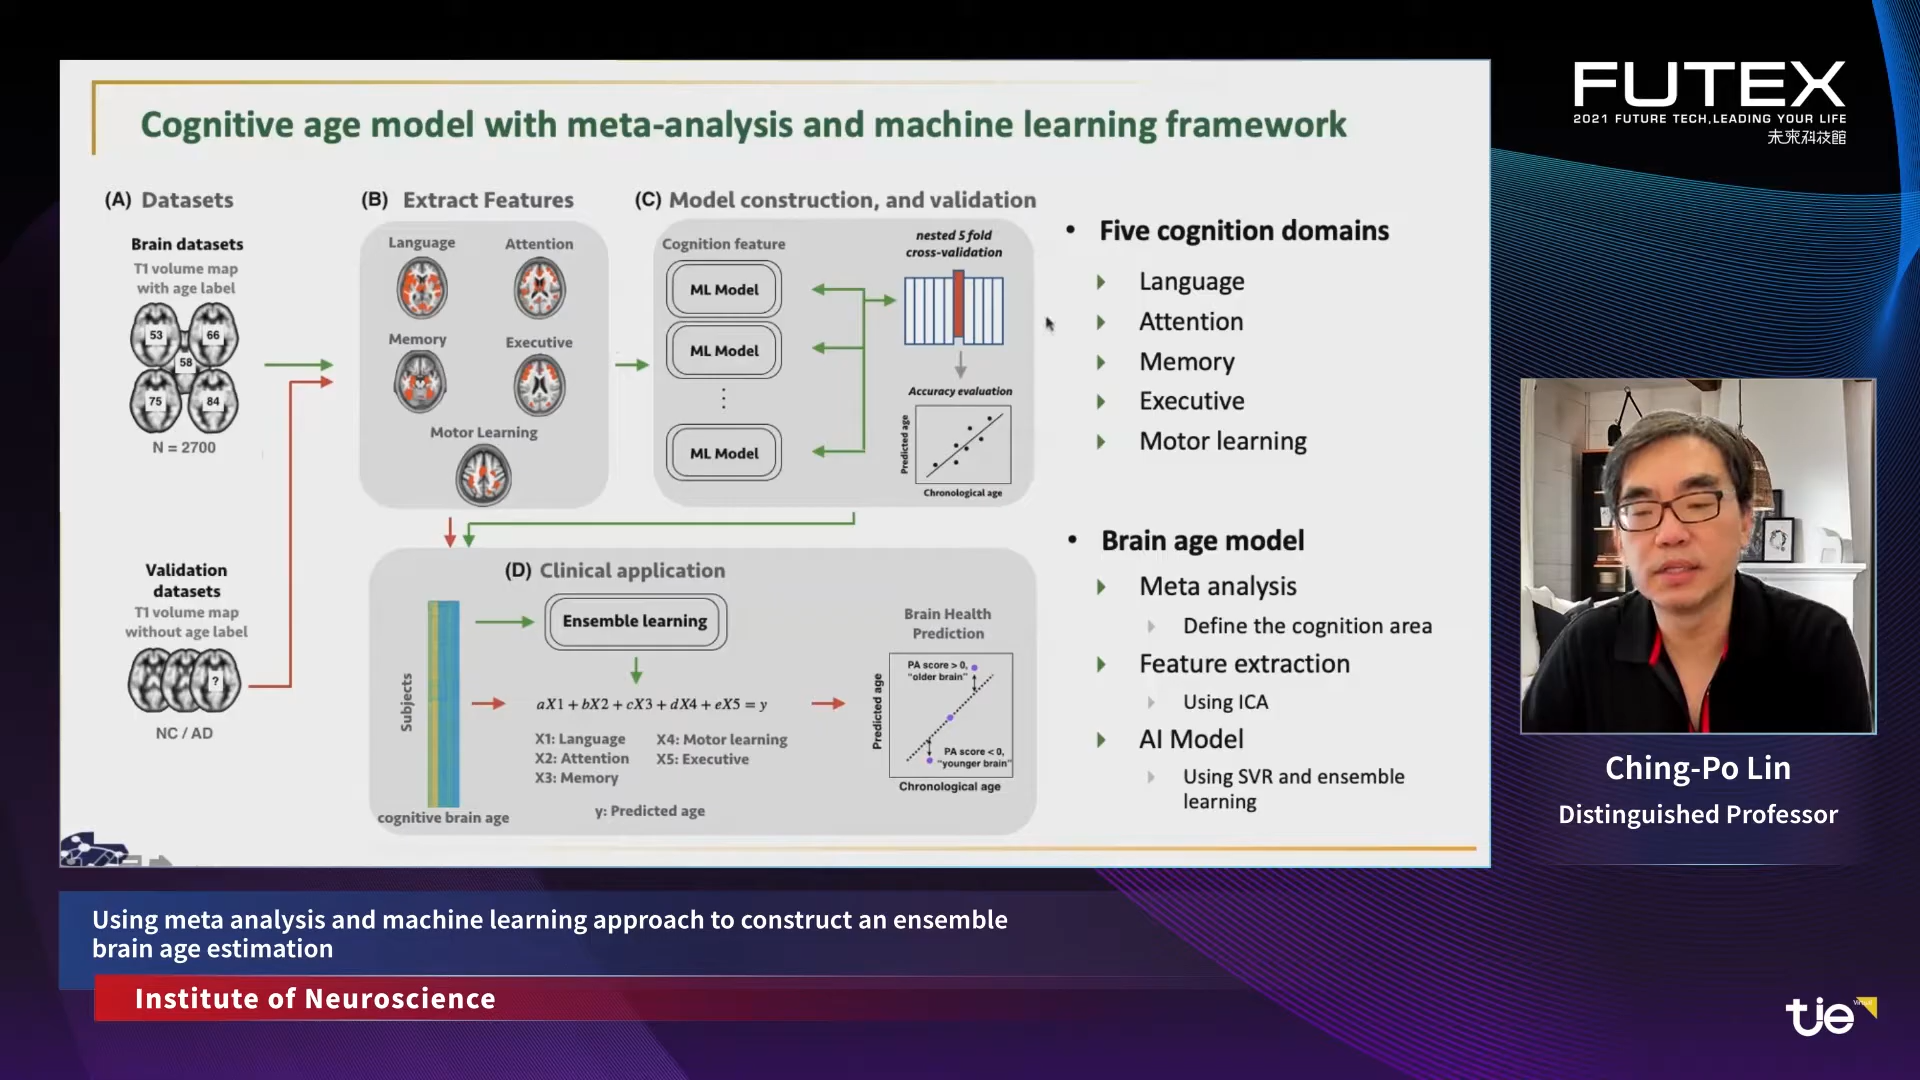 Cognitive age model with meta-analysis and machine learning framework
(A) Datasets
Brain datasets
T1 volume map
with age label
53
66
58
75
84
N = 2700
Validation
datasets
T1 volume map
without age label
?
NC / AD
(B) Extract Features
Language
Attention
Memory
Executive
Motor Learning
(C) Model construction, and validation
Cognition feature
ML Model
ML Model
ML Model
nested 5 fold
cross-validation
Accuracy evaluation
Predicted age
Chronological age
(D) Clinical application
Subjects
cognitive brain age
Ensemble learning
aX1 + bX2 + cX3 + dX4 + eX5 = y
X1: Language
X2: Attention
X3: Memory
X4: Motor learning
X5: Executive
y: Predicted age
Brain Health
Prediction
PA score > 0,
"older brain"
PA score < 0,
"younger brain"
Predicted age
Chronological age
• Five cognition domains
Language
Attention
Memory
Executive
Motor learning
• Brain age model
Meta analysis
Define the cognition area
Feature extraction
Using ICA
AI Model
Using SVR and ensemble
learning
FUTEX
2021 FUTURE TECH,LEADING YOUR LIFE
未來科技館
Ching-Po Lin
Distinguished Professor
Using meta analysis and machine learning approach to construct an ensemble
brain age estimation
Institute of Neuroscience
tie
Virtual